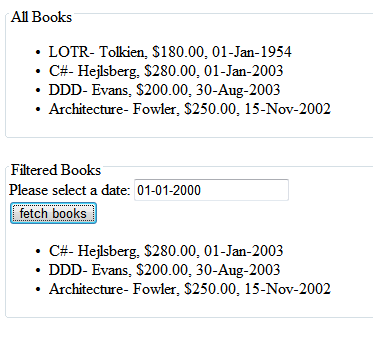 All Books
• LOTR- Tolkien, $180.00, 01-Jan-1954
• C#- Hejlsberg, $280.00, 01-Jan-2003
• DDD- Evans, $200.00, 30-Aug-2003
• Architecture- Fowler, $250.00, 15-Nov-2002
Filtered Books
Please select a date: 01-01-2000
fetch books
• C#- Hejlsberg, $280.00, 01-Jan-2003
• DDD- Evans, $200.00, 30-Aug-2003
• Architecture- Fowler, $250.00, 15-Nov-2002